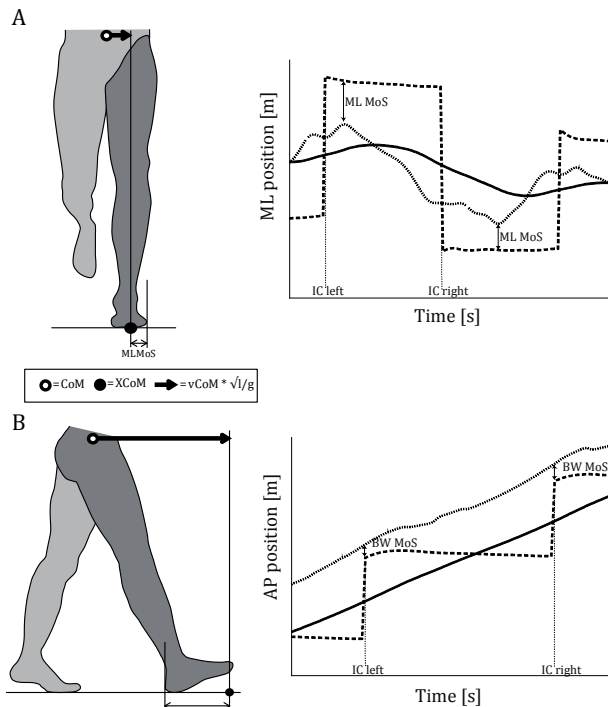 A
ML MoS
ML position [m]
ML MoS
IC left
IC right
Time [s]
MLMoS
=CoM =XCoM =vCoM * √l/g
B
BW MoS
BW MoS
AP position [m]
IC left
IC right
Time [s]